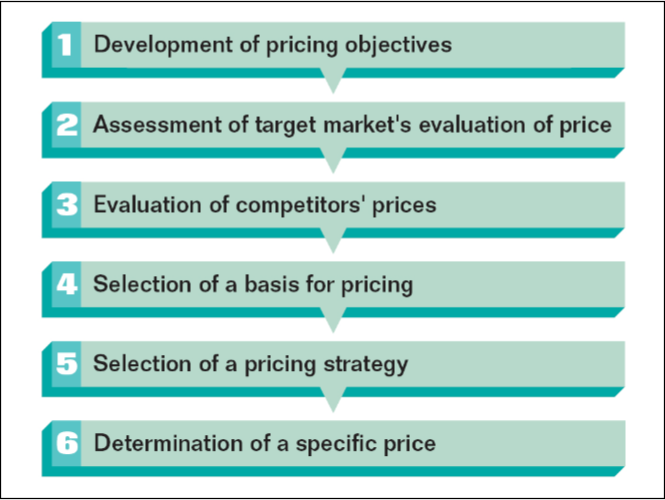 1 Development of pricing objectives
2 Assessment of target market's evaluation of price
3 Evaluation of competitors' prices
4 Selection of a basis for pricing
5 Selection of a pricing strategy
6 Determination of a specific price